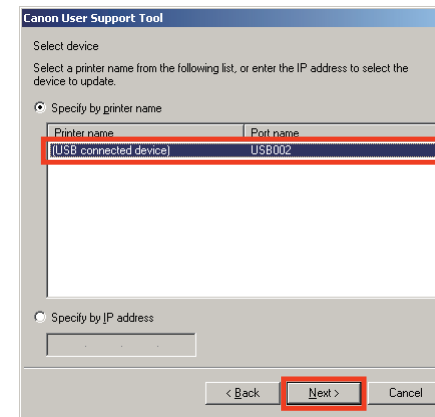 Canon User Support Tool
Select device
Select a printer name from the following list, or enter the IP address to select the
device to update.
Specify by printer name
Printer name Port name
(USB connected device) USB002
Specify by IP address
< Back Next > Cancel